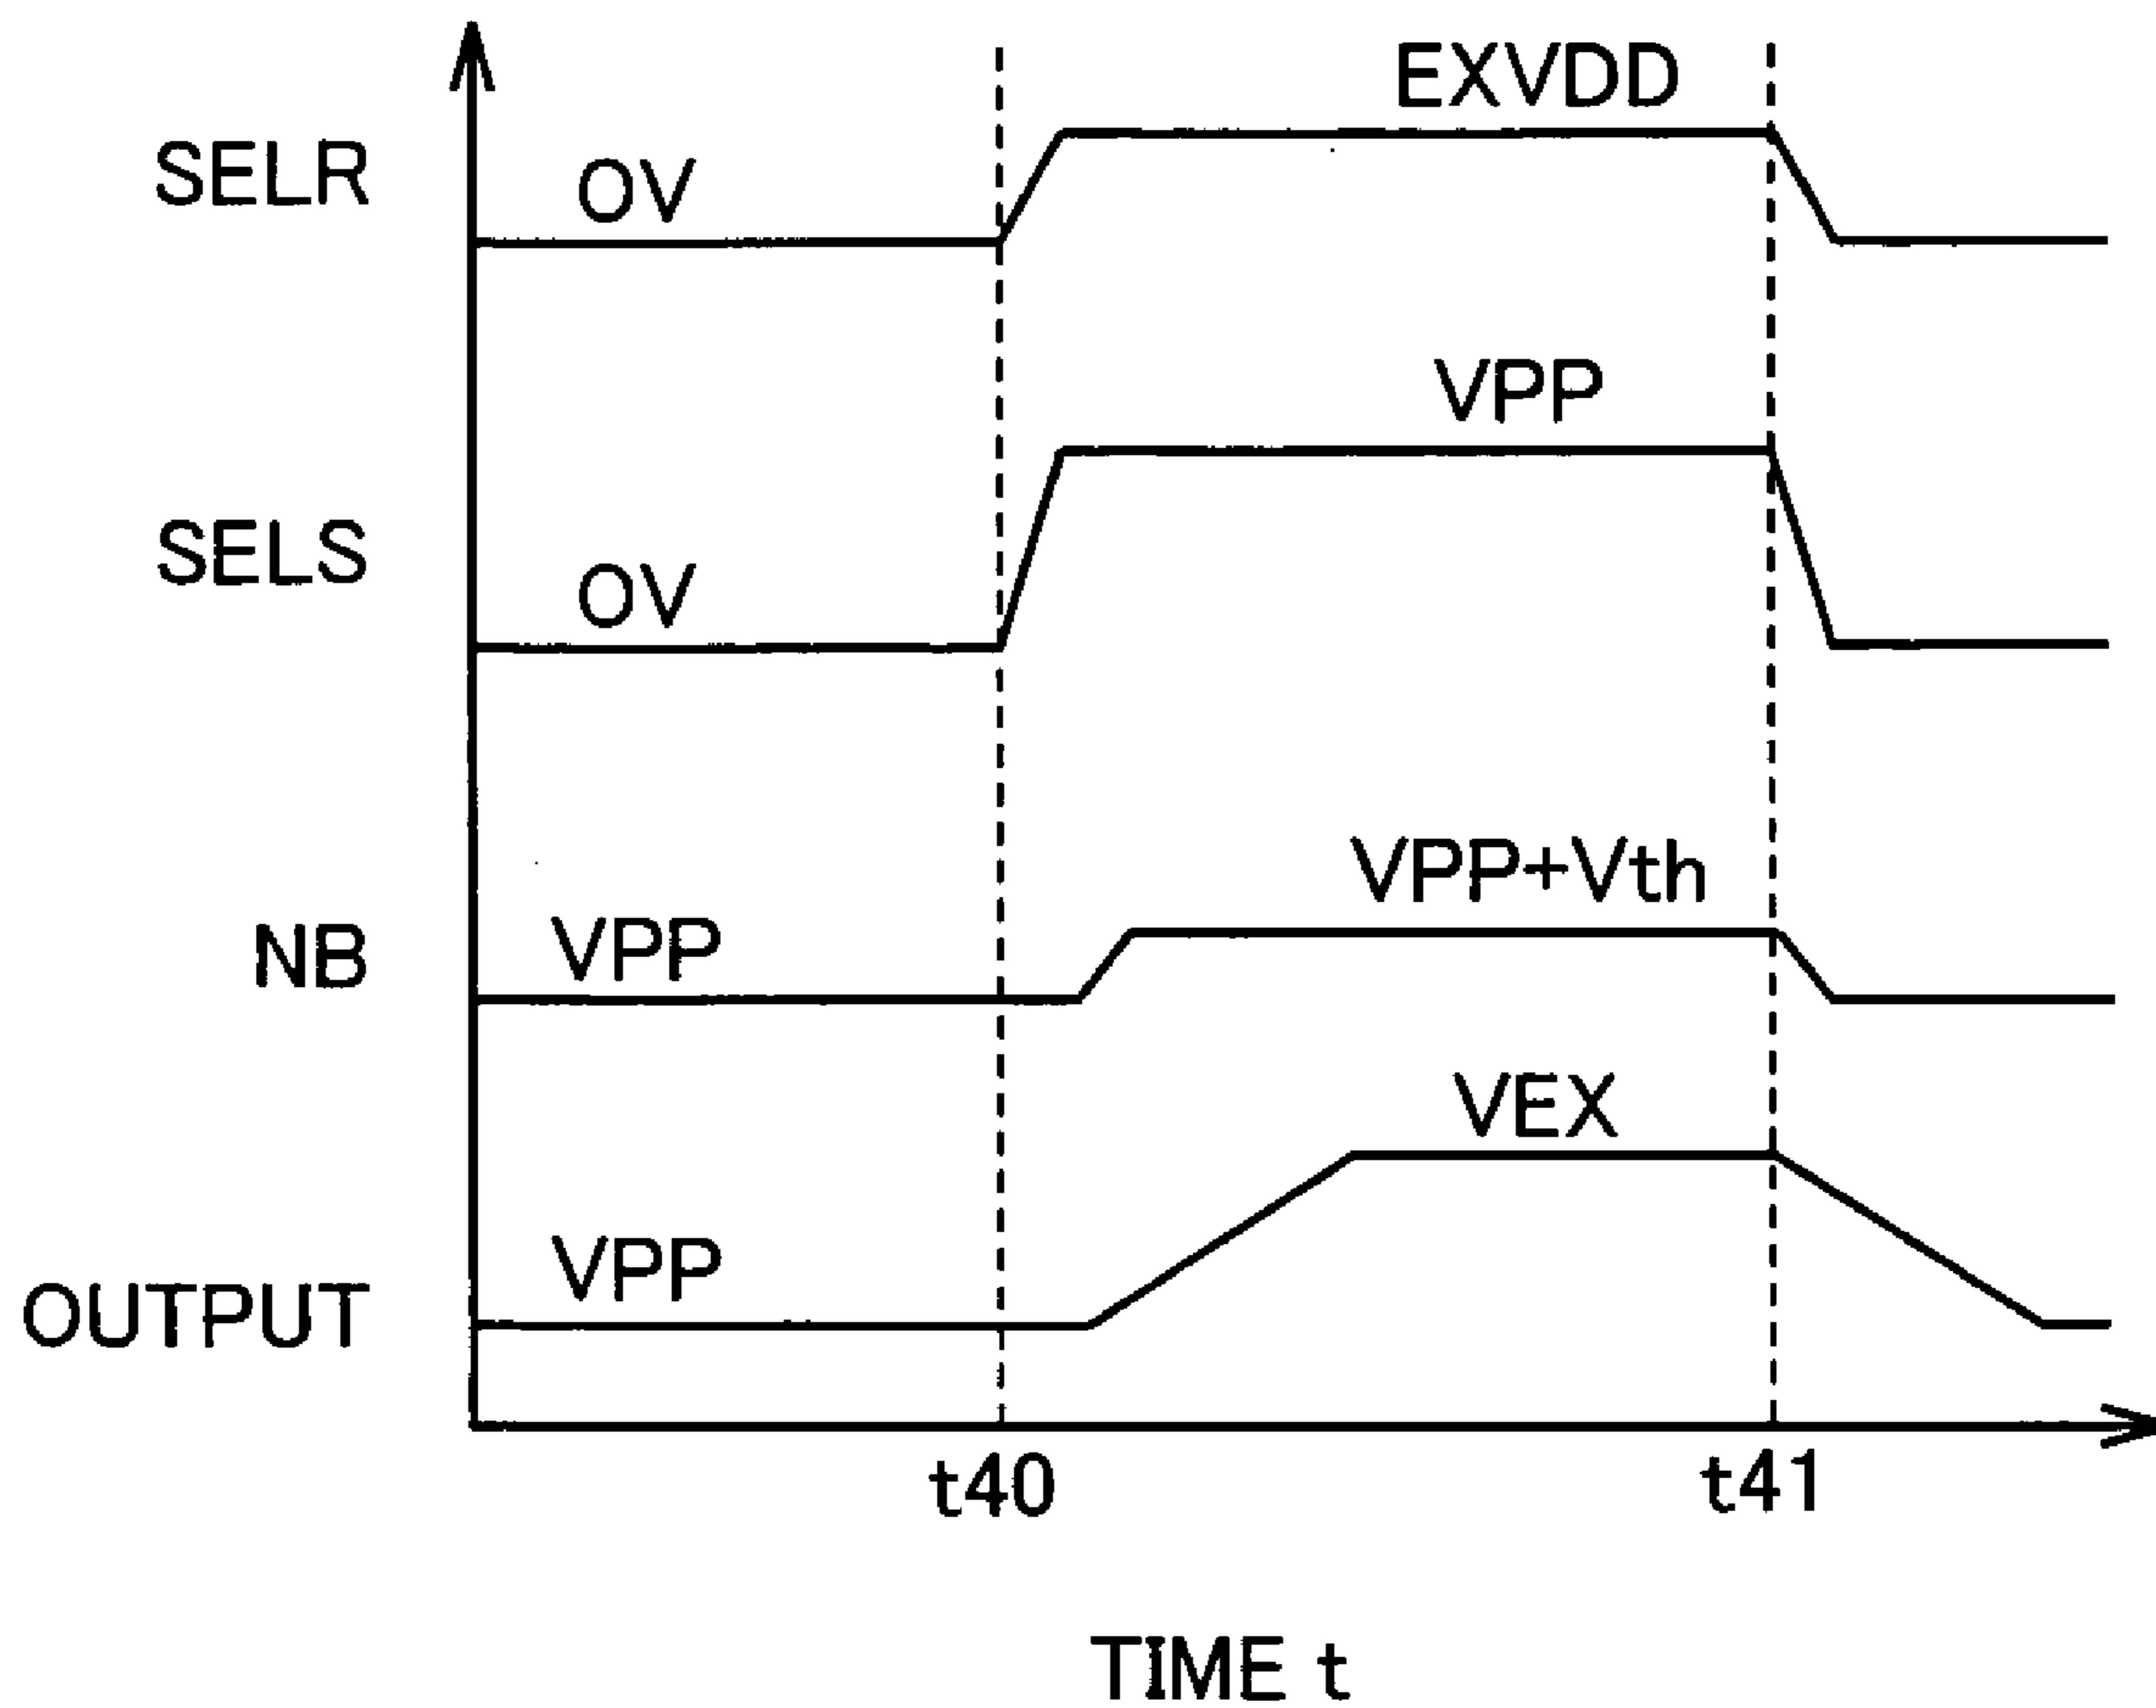 EXVDD
SELR
OV
VPP
SELS
OV
VPP+Vth
NB
VPP
VEX
VPP
OUTPUT
t40
t41
TIME t